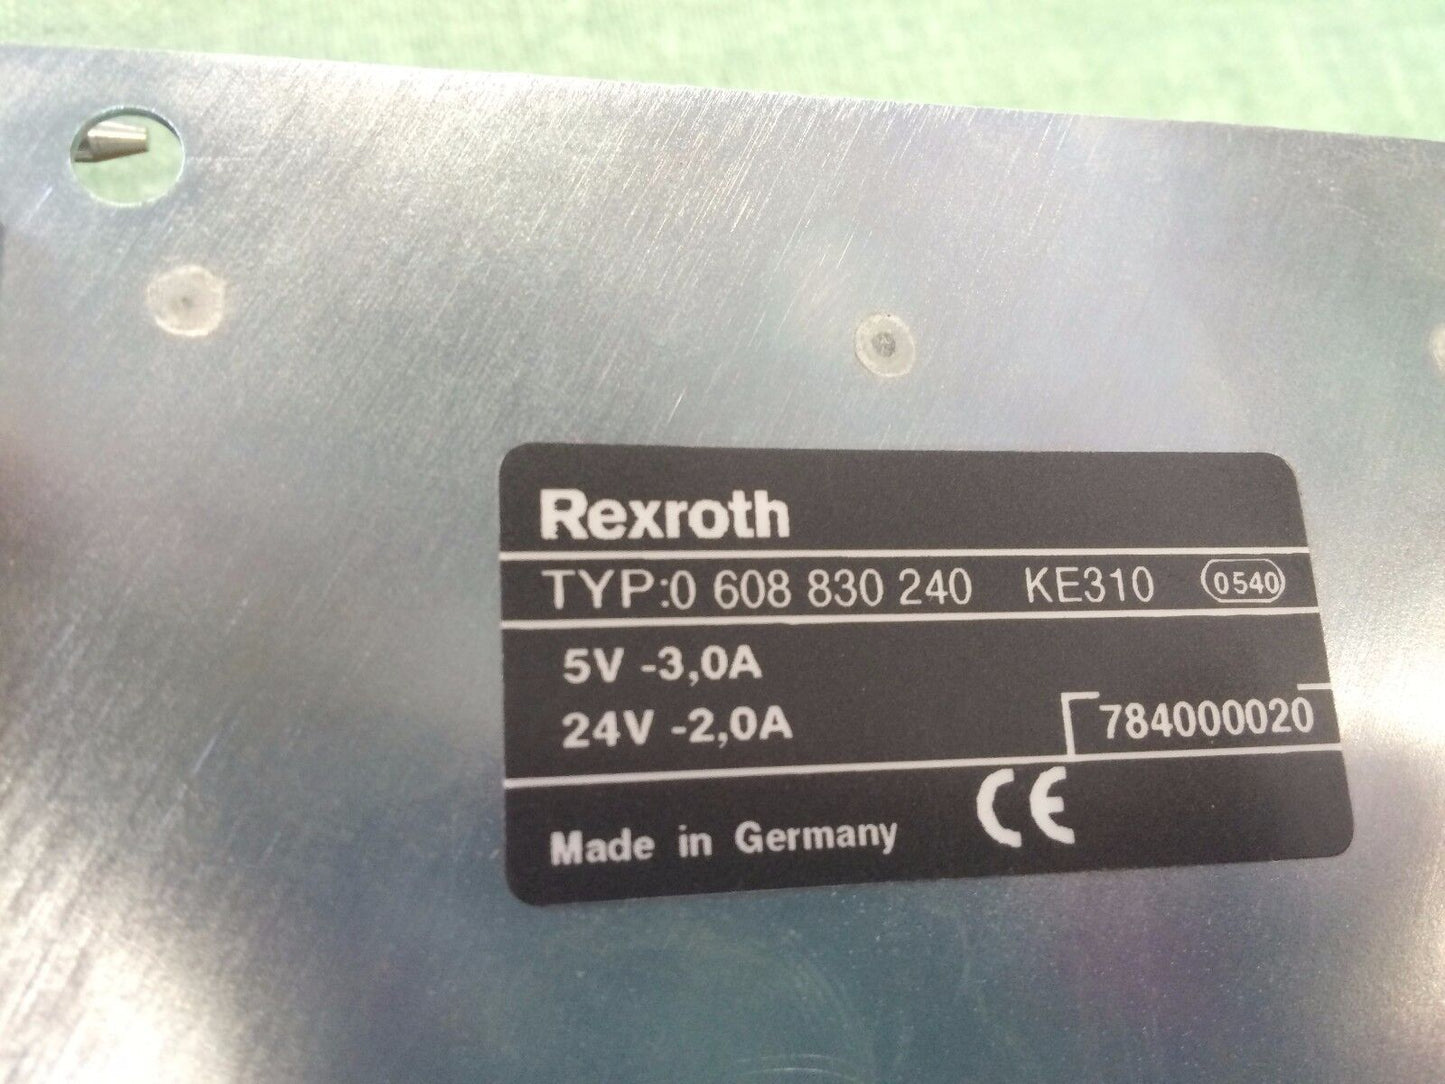 Rexroth
TYP:0 608 830 240 KE310 0540
5V -3,0A
24V -2,0A
784000020
Made in Germany CE